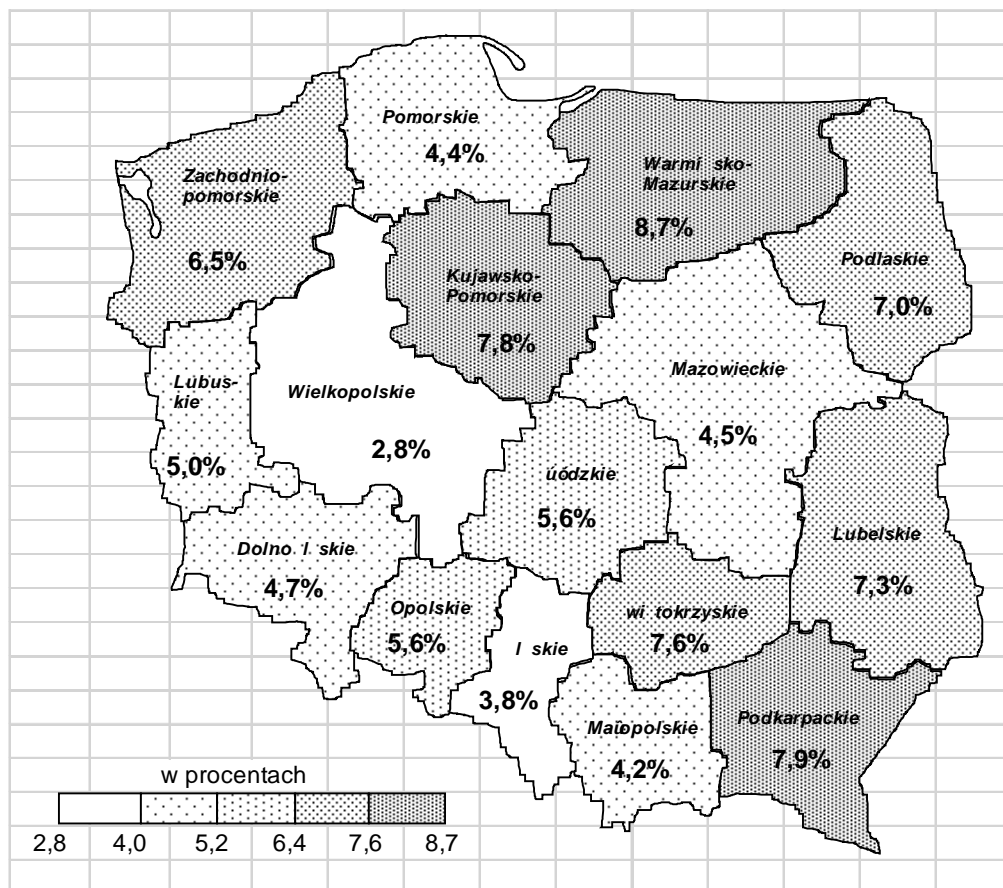 Pomorskie
4,4%
Zachodnio-
pomorskie
6,5%
Warmi sko-
Mazurskie
8,7%
Podlaskie
7,0%
Kujawsko-
Pomorskie
7,8%
Mazowieckie
4,5%
Lubus-
kie
5,0%
Wielkopolskie
2,8%
uódzkie
5,6%
Lubelskie
7,3%
Dolno l skie
4,7%
Opolskie
5,6%
l skie
3,8%
wi tokrzyskie
7,6%
Maïopolskie
4,2%
Podkarpackie
7,9%
w procentach
2,8 4,0 5,2 6,4 7,6 8,7